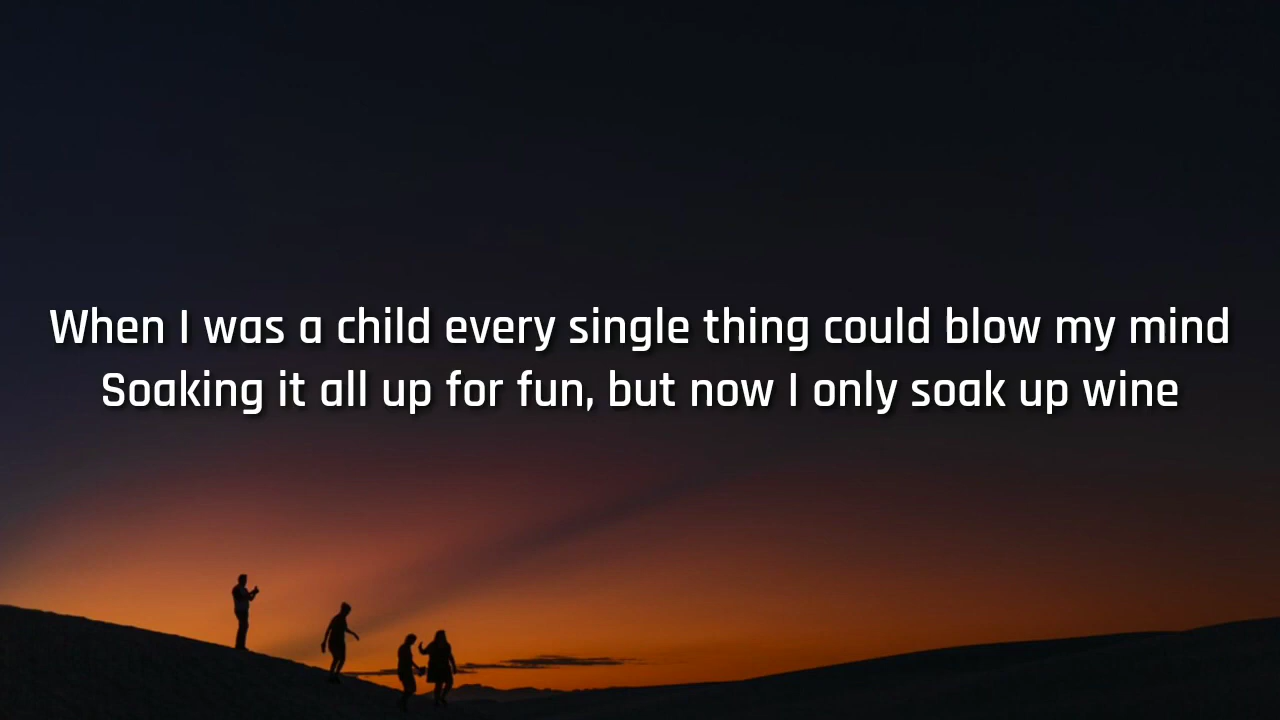 When I was a child every single thing could blow my mind
Soaking it all up for fun, but now I only soak up wine